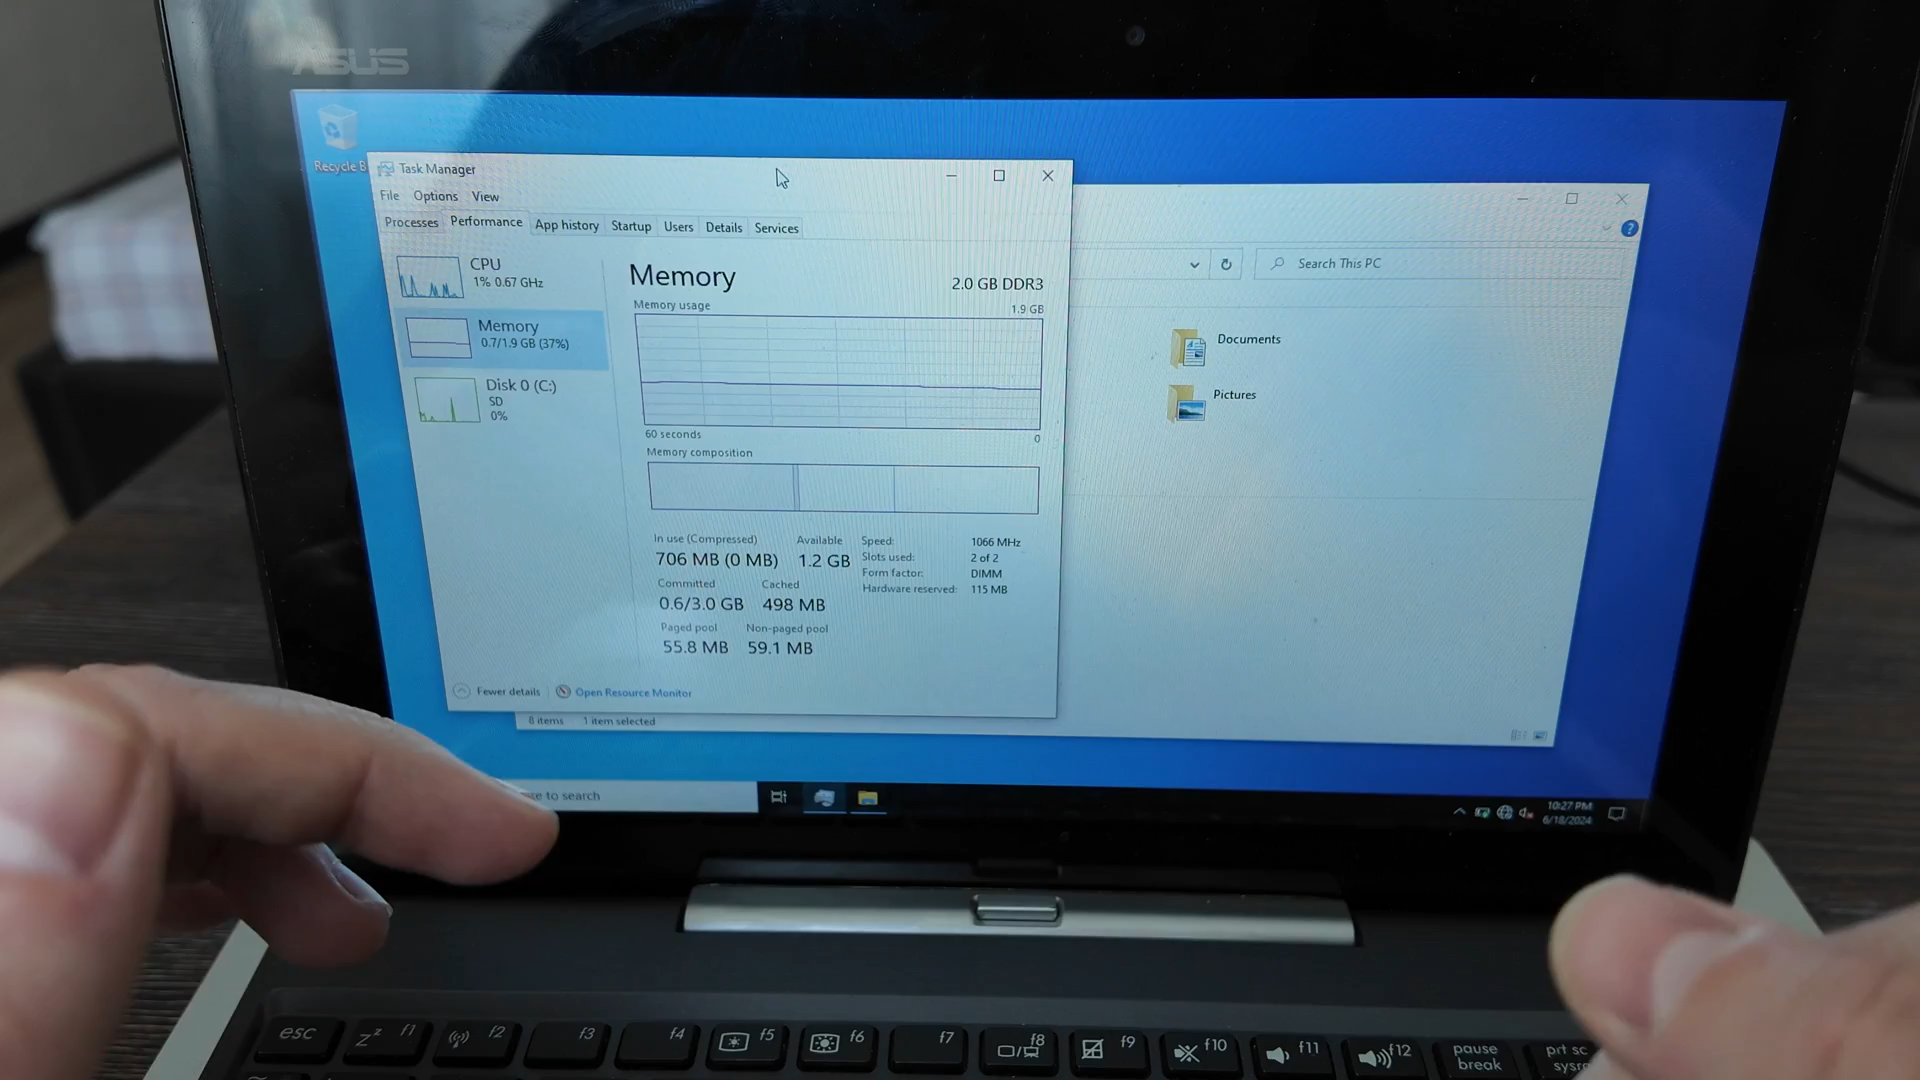 ASUS
Recycle B
Task Manager
File Options View
Processes Performance App history Startup Users Details Services
CPU
1% 0.67 GHz
Memory
0.7/1.9 GB (37%)
Disk 0 (C:)
SD
0%
Memory 2.0 GB DDR3
Memory usage 1.9 GB
60 seconds 0
Memory composition
In use (Compressed) Available
706 MB (0 MB) 1.2 GB
Committed Cached
0.6/3.0 GB 498 MB
Paged pool Non-paged pool
55.8 MB 59.1 MB
Speed: 1066 MHz
Slots used: 2 of 2
Form factor: DIMM
Hardware reserved: 115 MB
Fewer details Open Resource Monitor
?
Search This PC
Documents
Pictures
8 items 1 item selected
to search
10:27 PM
6/18/2024
esc f1 f2 f3 f4 f5 f6 f7 f8 f9 f10 f11 f12 pause break prt sc